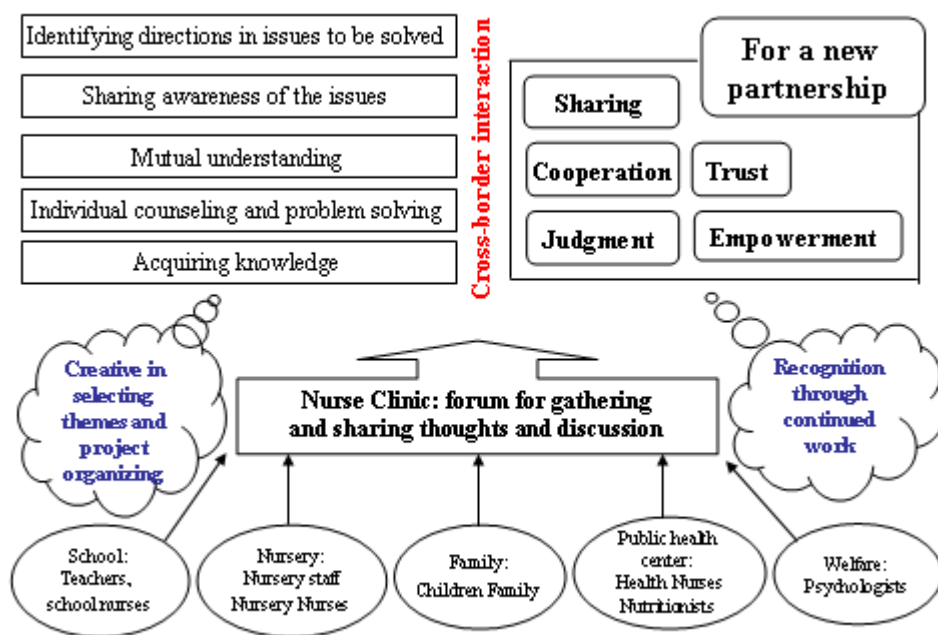 Identifying directions in issues to be solved
Sharing awareness of the issues
Mutual understanding
Individual counseling and problem solving
Acquiring knowledge
Cross-border interaction
For a new
partnership
Sharing
Cooperation
Trust
Judgment
Empowerment
Creative in
selecting
themes and
project
organizing
Nurse Clinic: forum for gathering
and sharing thoughts and discussion
Recognition
through
continued
work
School:
Teachers,
school nurses
Nursery:
Nursery staff
Nursery Nurses
Family:
Children Family
Public health
center:
Health Nurses
Nutritionists
Welfare:
Psychologists